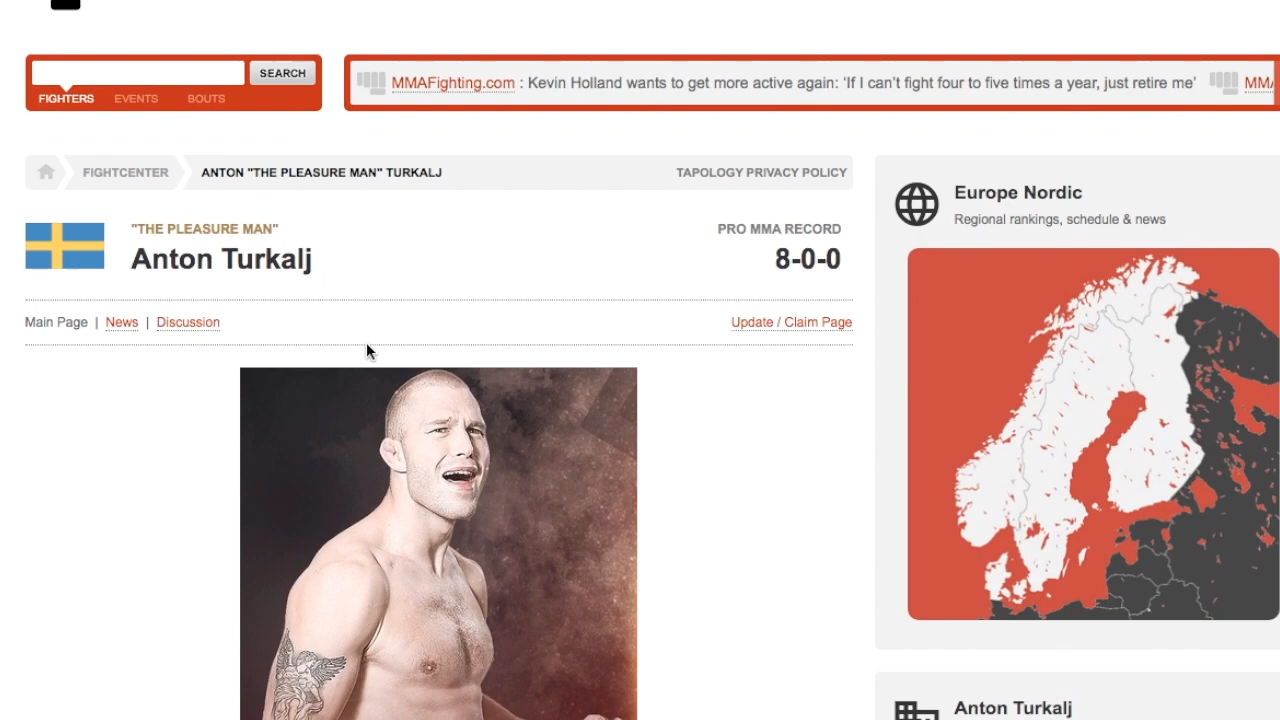 SEARCH
FIGHTERS EVENTS BOUTS
MMAFighting.com : Kevin Holland wants to get more active again: 'If I can't fight four to five times a year, just retire me'
FIGHTCENTER ANTON "THE PLEASURE MAN" TURKALJ TAPOLOGY PRIVACY POLICY
"THE PLEASURE MAN" PRO MMA RECORD
Anton Turkalj 8-0-0
Main Page | News | Discussion Update / Claim Page
Europe Nordic
Regional rankings, schedule & news
Anton Turkalj